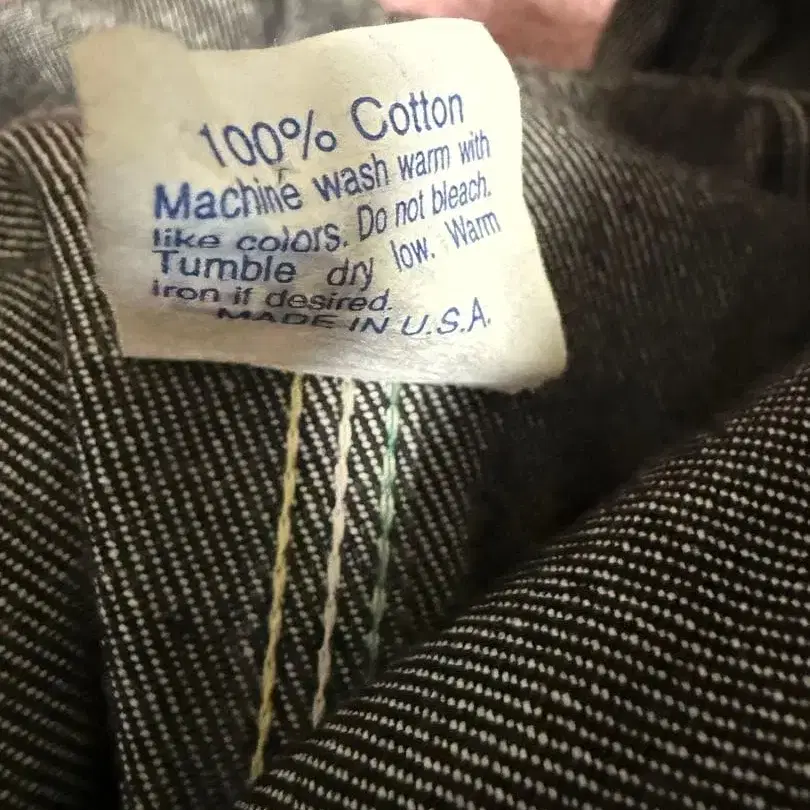 100% Cotton
Machine wash warm with
like colors. Do not bleach.
Tumble dry low. Warm
Iron if desired.
MADE IN U.S.A.